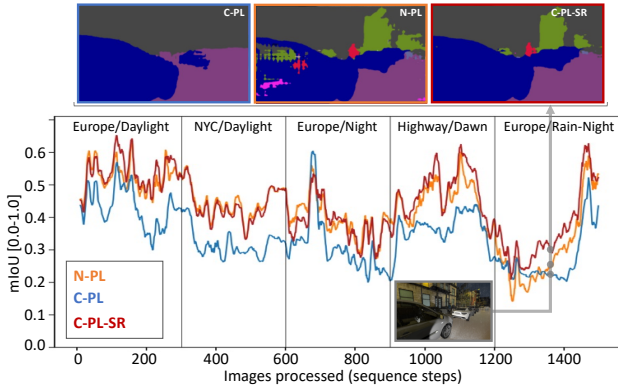 C-PL N-PL C-PL-SR
Europe/Daylight NYC/Daylight Europe/Night Highway/Dawn Europe/Rain-Night
mIoU [0.0-1.0]
0.6
0.5
0.4
0.3
0.2
0.1
0.0
N-PL
C-PL
C-PL-SR
0 200 400 600 800 1000 1200 1400
Images processed (sequence steps)